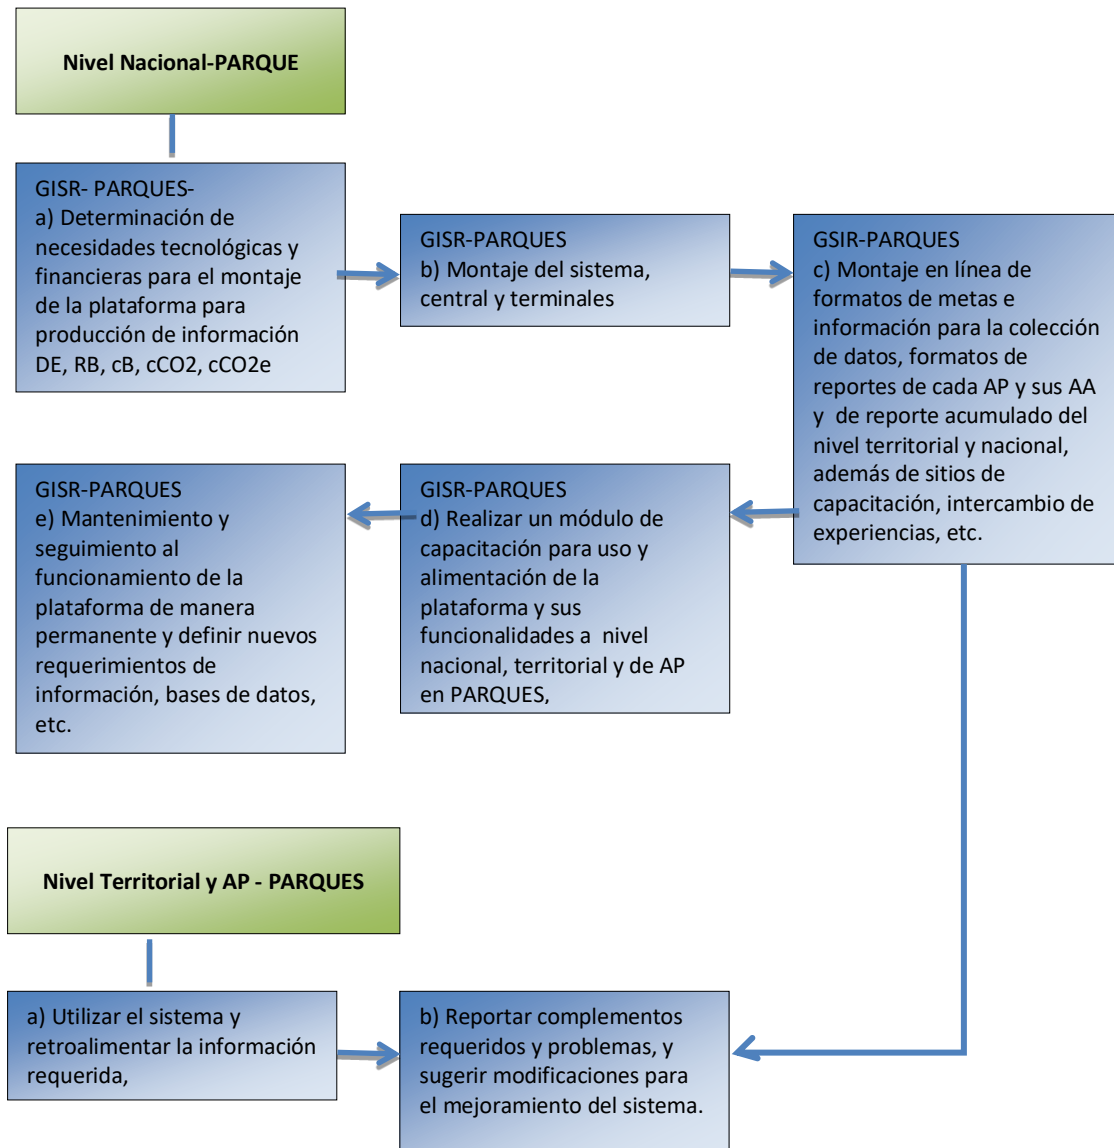 Nivel Nacional-PARQUE
GISR- PARQUES-
a) Determinación de
necesidades tecnológicas y
financieras para el montaje
de la plataforma para
producción de información
DE, RB, cB, cCO2, cCO2e
GISR-PARQUES
b) Montaje del sistema,
central y terminales
GSIR-PARQUES
c) Montaje en línea de
formatos de metas e
información para la colección
de datos, formatos de
reportes de cada AP y sus AA
y de reporte acumulado del
nivel territorial y nacional,
además de sitios de
capacitación, intercambio de
experiencias, etc.
GISR-PARQUES
d) Realizar un módulo de
capacitación para uso y
alimentación de la
plataforma y sus
funcionalidades a nivel
nacional, territorial y de AP
en PARQUES,
GISR-PARQUES
e) Mantenimiento y
seguimiento al
funcionamiento de la
plataforma de manera
permanente y definir nuevos
requerimientos de
información, bases de datos,
etc.
Nivel Territorial y AP - PARQUES
a) Utilizar el sistema y
retroalimentar la información
requerida,
b) Reportar complementos
requeridos y problemas, y
sugerir modificaciones para
el mejoramiento del sistema.